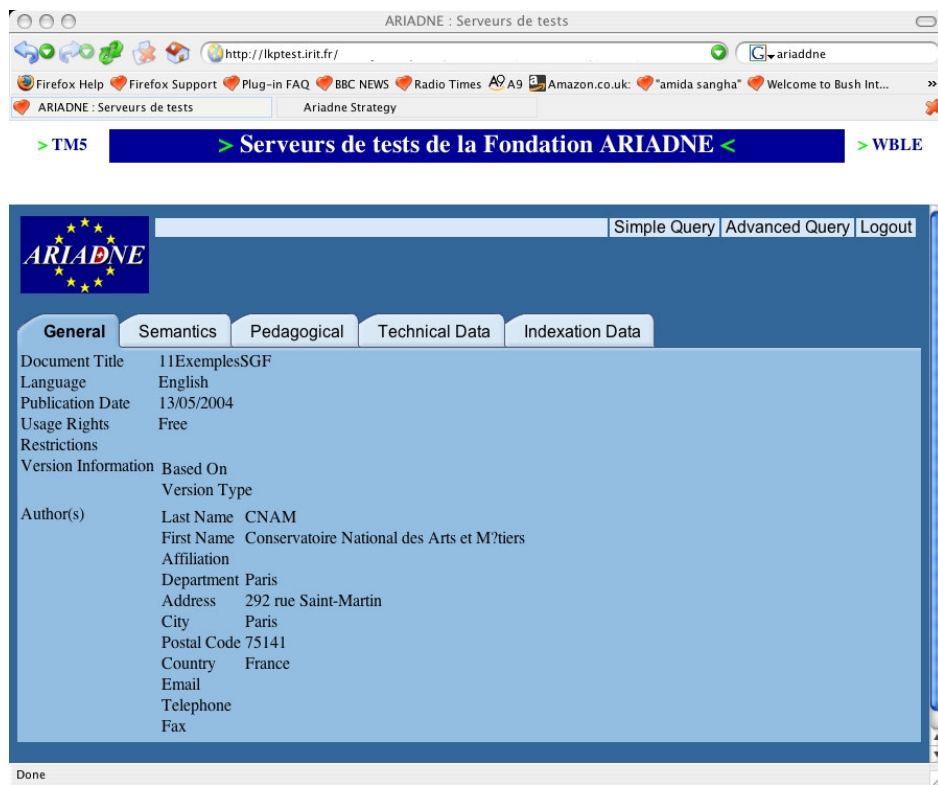 ARIADNE : Serveurs de tests
http://lkptest.irit.fr/ G ariaddne
Firefox Help Firefox Support Plug-in FAQ BBC NEWS Radio Times A9 A9 Amazon.co.uk: "amida sangha" Welcome to Bush Int... »
ARIADNE : Serveurs de tests Ariadne Strategy
> TM5 > Serveurs de tests de la Fondation ARIADNE < > WBLE
Simple Query | Advanced Query | Logout
ARIADNE
General Semantics Pedagogical Technical Data Indexation Data
Document Title 11ExemplesSGF
Language English
Publication Date 13/05/2004
Usage Rights Free
Restrictions
Version Information Based On
Version Type
Author(s) Last Name CNAM
First Name Conservatoire National des Arts et M?tiers
Affiliation
Department Paris
Address 292 rue Saint-Martin
City Paris
Postal Code 75141
Country France
Email
Telephone
Fax
Done